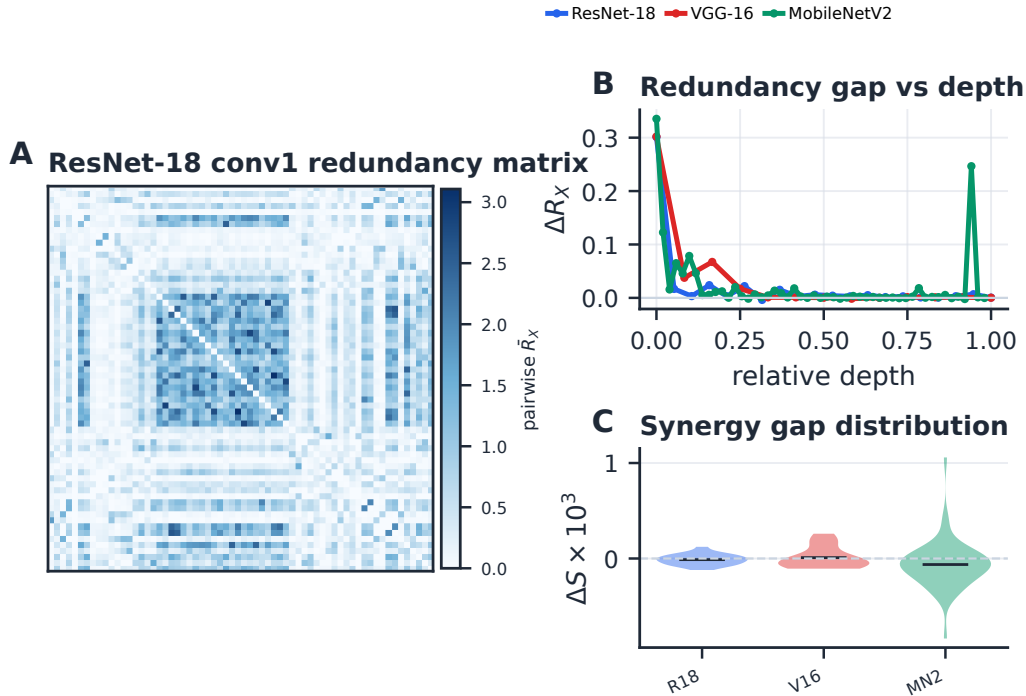 ResNet-18 VGG-16 MobileNetV2
A ResNet-18 conv1 redundancy matrix
3.0
2.5
2.0
1.5
1.0
0.5
0.0
pairwise R̄_X
B Redundancy gap vs depth
0.3
0.2
0.1
0.0
ΔR_X
0.00 0.25 0.50 0.75 1.00
relative depth
C Synergy gap distribution
1
0
ΔS × 10³
R18 V16 MN2